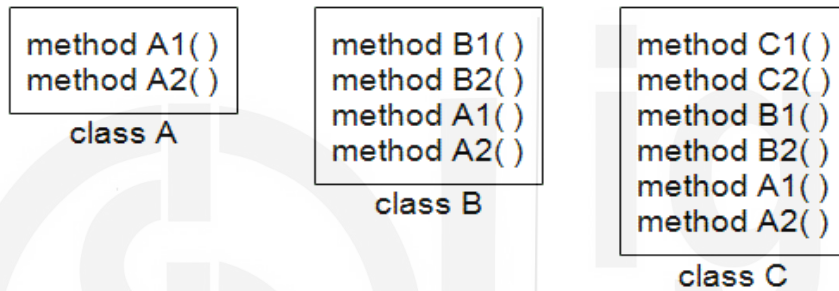 method A1( )
method A2( )
class A
method B1( )
method B2( )
method A1( )
method A2( )
class B
method C1( )
method C2( )
method B1( )
method B2( )
method A1( )
method A2( )
class C